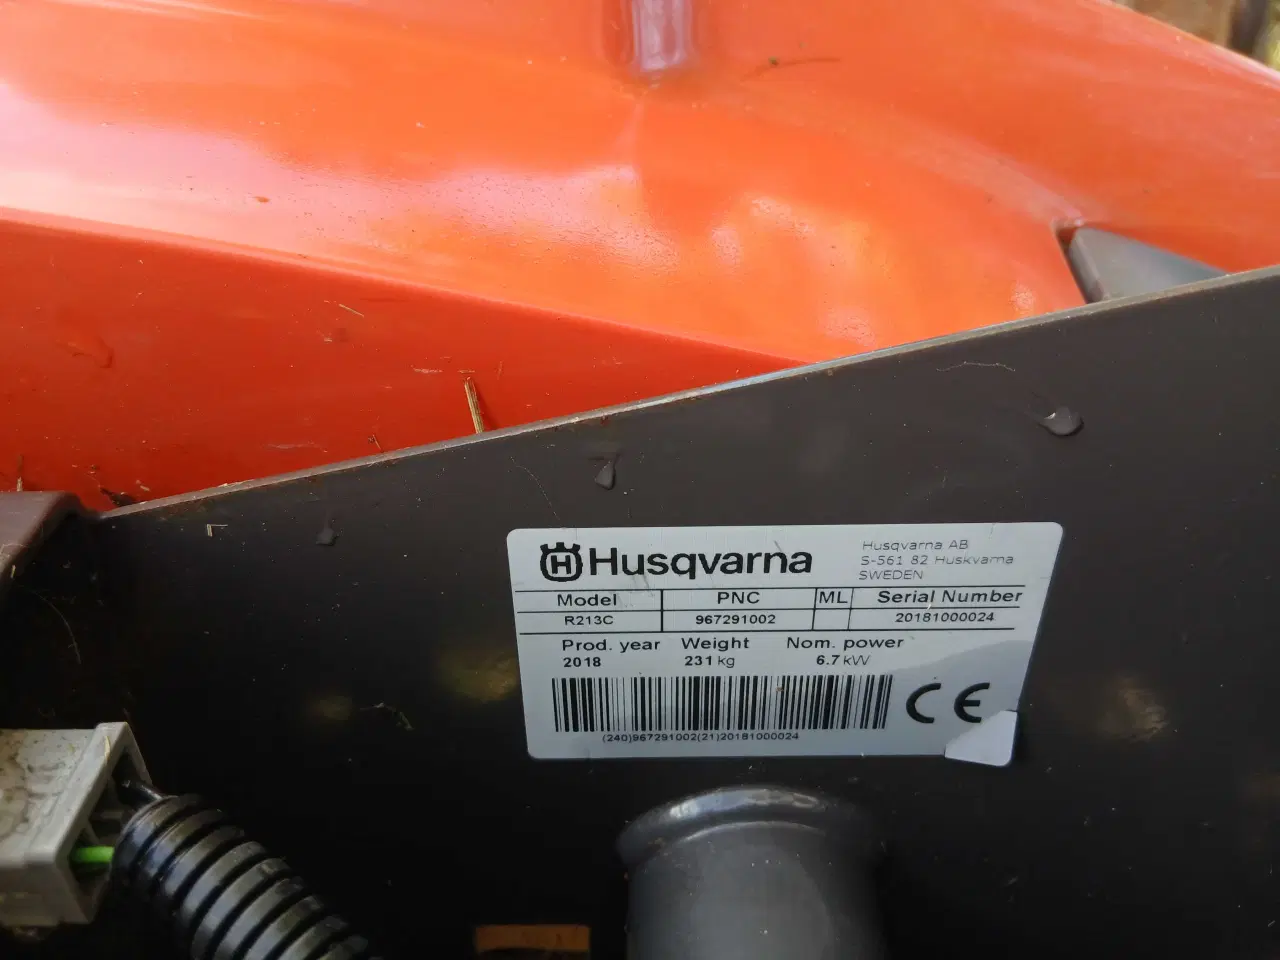 Husqvarna
Husqvarna AB
S-561 82 Huskvarna
SWEDEN
Model PNC ML Serial Number
R213C 967291002 20181000024
Prod. year Weight Nom. power
2018 231 kg 6.7 kW
(240)967291002(21)20181000024
CE